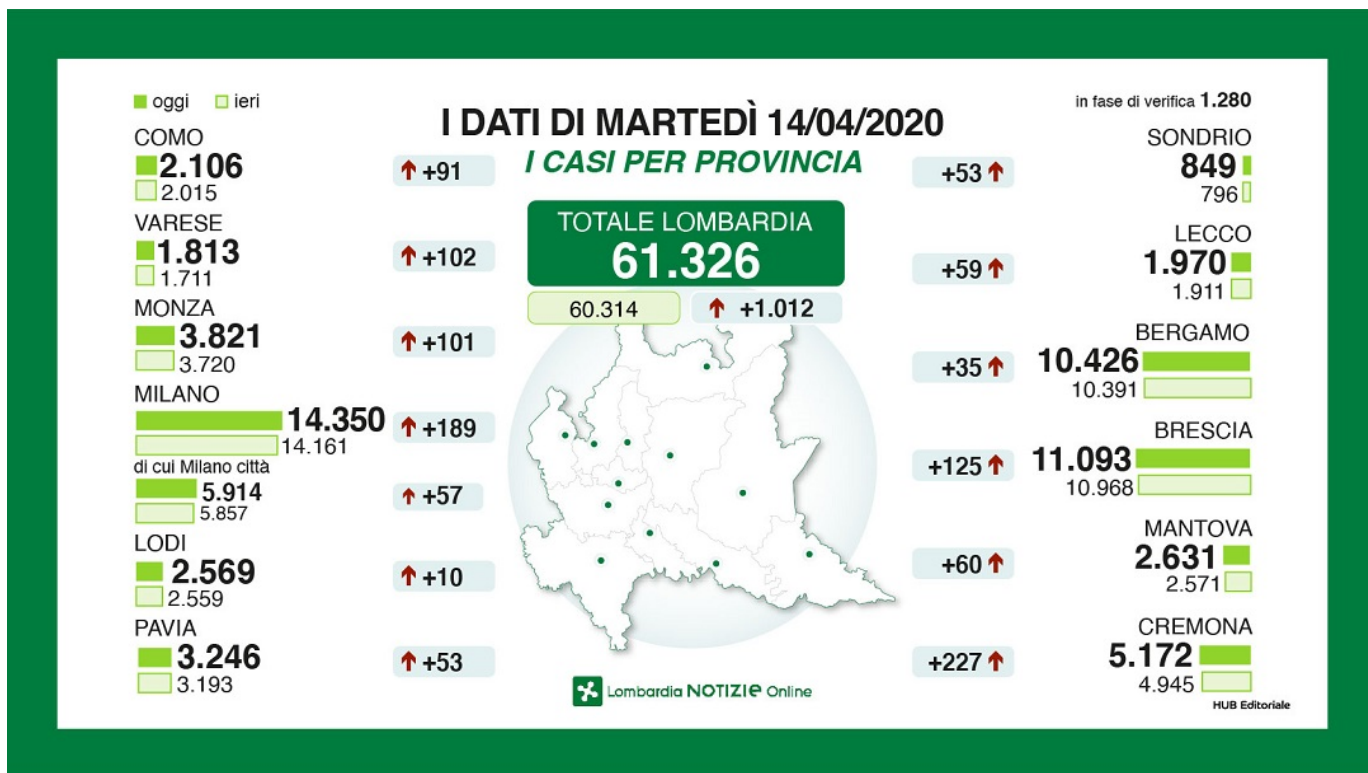 oggi ieri
I DATI DI MARTEDÌ 14/04/2020
I CASI PER PROVINCIA
in fase di verifica 1.280
TOTALE LOMBARDIA
61.326
60.314
+1.012
COMO
2.106
2.015
+91
VARESE
1.813
1.711
+102
MONZA
3.821
3.720
+101
MILANO
14.350
14.161
+189
di cui Milano città
5.914
5.857
+57
LODI
2.569
2.559
+10
PAVIA
3.246
3.193
+53
SONDRIO
849
796
+53
LECCO
1.970
1.911
+59
BERGAMO
10.426
10.391
+35
BRESCIA
11.093
10.968
+125
MANTOVA
2.631
2.571
+60
CREMONA
5.172
4.945
+227
Lombardia NOTIZIE Online
HUB Editoriale